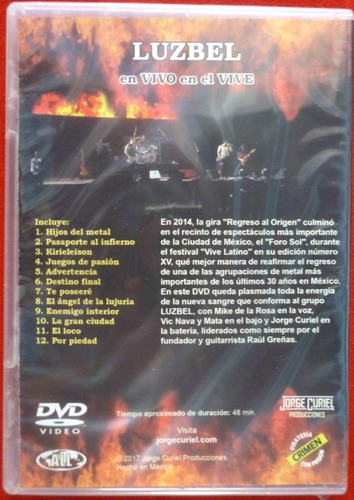 LUZBEL
en VIVO en el VIVE
Incluye:
1. Hijos del metal
2. Pasaporte al infierno
3. Kirieleison
4. Juegos de pasión
5. Advertencia
6. Destino final
7. Te poseeré
8. El ángel de la lujuria
9. Enemigo interior
10. La gran ciudad
11. El loco
12. Por piedad
En 2014, la gira "Regreso al Origen" culminó
en el recinto de espectáculos más importante
de la Ciudad de México, el "Foro Sol", durante
el festival "Vive Latino" en su edición número
XV, qué mejor manera de reafirmar el regreso
de una de las agrupaciones de metal más
importantes de los últimos 30 años en México.
En este DVD queda plasmada toda la energía
de la nueva sangre que conforma al grupo
LUZBEL, con Mike de la Rosa en la voz,
Vic Nava y Mata en el bajo y Jorge Curiel en
la batería, liderados como siempre por el
fundador y guitarrista Raúl Greñas.
DVD
VIDEO
Tiempo aproximado de duración: 48 min.
JORGE CURIEL
PRODUCCIONES
Visita
jorgecuriel.com
PIRATERÍA
CRIMEN
© 2017 Jorge Curiel Producciones
Hecho en México